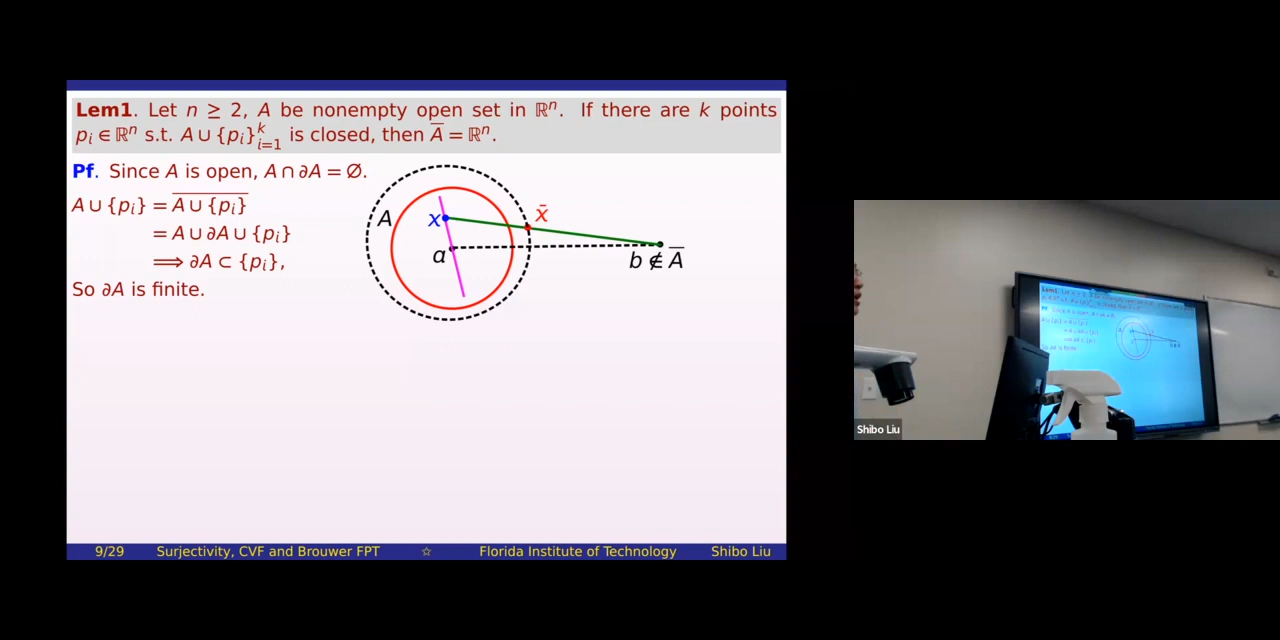 Lem1. Let n ≥ 2, A be nonempty open set in ℝⁿ. If there are k points
pᵢ ∈ ℝⁿ s.t. A ∪ {pᵢ}ᵏᵢ₌₁ is closed, then A̅ = ℝⁿ.
Pf. Since A is open, A ∩ ∂A = ∅.
A ∪ {pᵢ} = \overline{A ∪ {pᵢ}}
= A ∪ ∂A ∪ {pᵢ}
⟹ ∂A ⊂ {pᵢ},
So ∂A is finite.
A
x
x̄
a
b ∉ A̅
9/29 Surjectivity, CVF and Brouwer FPT ☆ Florida Institute of Technology Shibo Liu
Shibo Liu